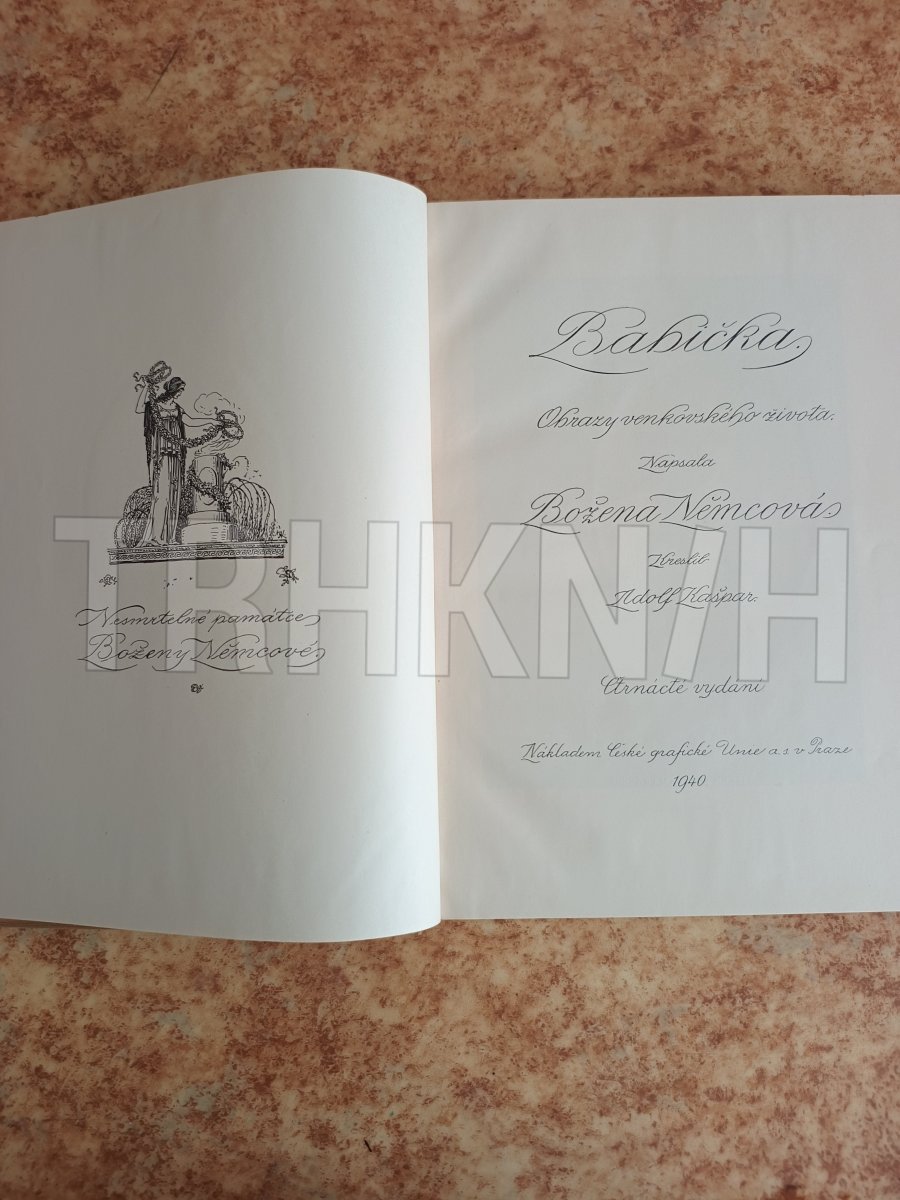 Nesmrtelné památce
Boženy Němcové.
Babička.
Obrazy venkovského života.
Napsala
Božena Němcová
Kreslil
Adolf Kašpar.
Čtrnácté vydání
Nákladem České grafické Unie a.s. v Praze
1940
TRHKNIH